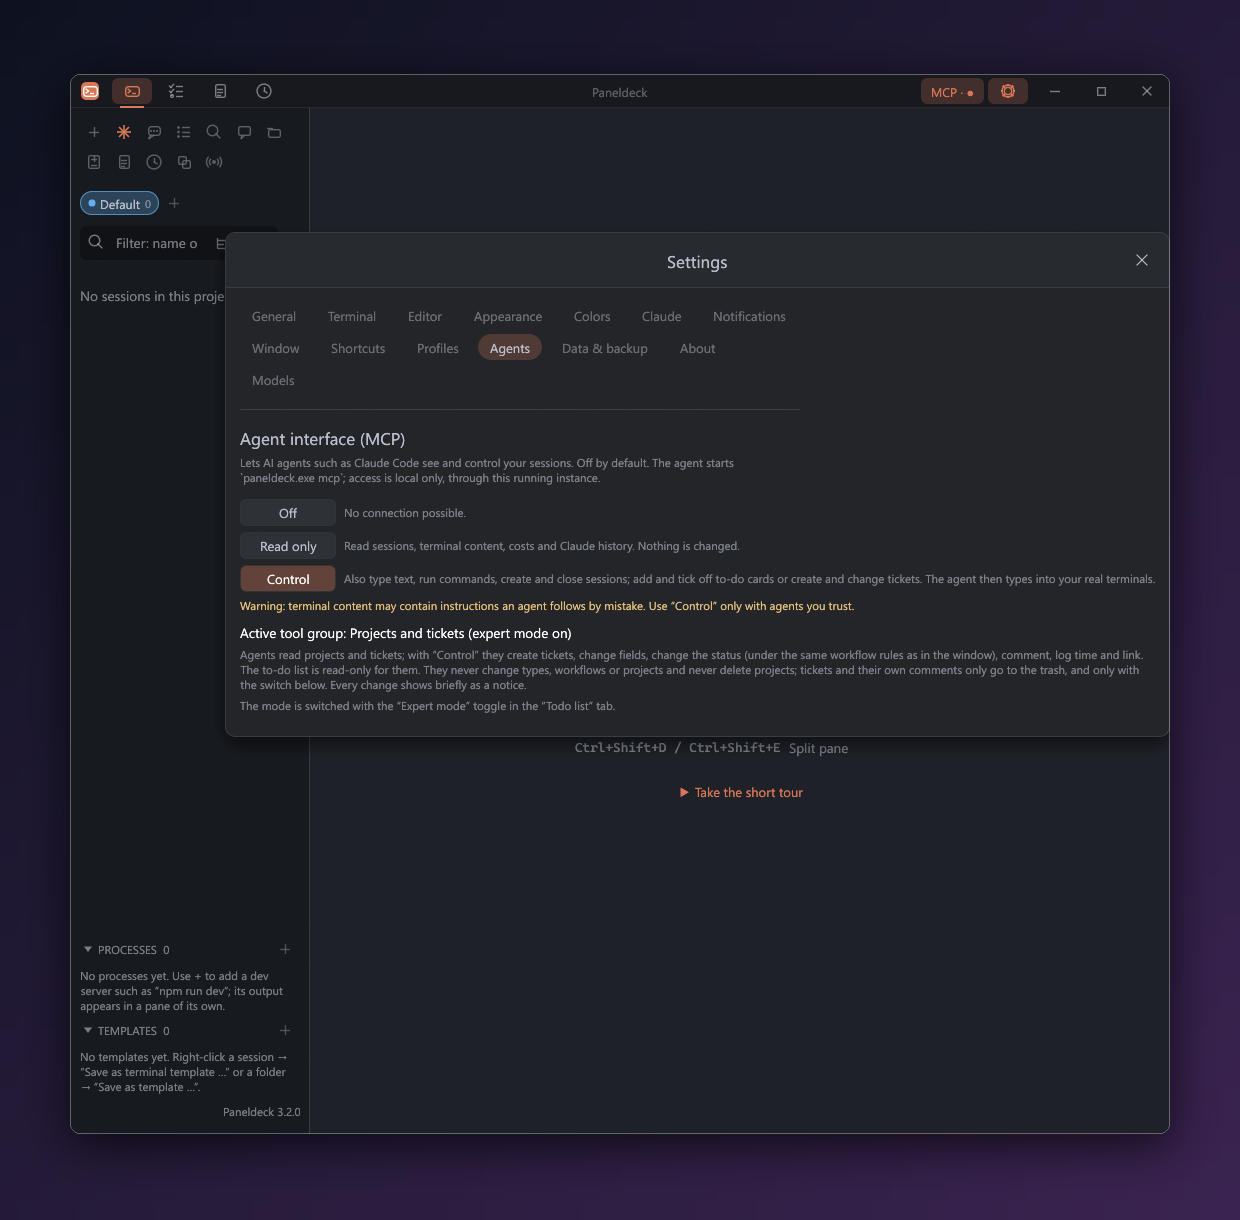 Paneldeck
MCP ·
Default 0
Filter: name o
No sessions in this proje
Settings
General Terminal Editor Appearance Colors Claude Notifications
Window Shortcuts Profiles Agents Data & backup About
Models
Agent interface (MCP)
Lets AI agents such as Claude Code see and control your sessions. Off by default. The agent starts
`paneldeck.exe mcp`; access is local only, through this running instance.
Off No connection possible.
Read only Read sessions, terminal content, costs and Claude history. Nothing is changed.
Control Also type text, run commands, create and close sessions; add and tick off to-do cards or create and change tickets. The agent then types into your real terminals.
Warning: terminal content may contain instructions an agent follows by mistake. Use “Control” only with agents you trust.
Active tool group: Projects and tickets (expert mode on)
Agents read projects and tickets; with “Control” they create tickets, change fields, change the status (under the same workflow rules as in the window), comment, log time and link.
The to-do list is read-only for them. They never change types, workflows or projects and never delete projects; tickets and their own comments only go to the trash, and only with
the switch below. Every change shows briefly as a notice.
The mode is switched with the “Expert mode” toggle in the “Todo list” tab.
Ctrl+Shift+D / Ctrl+Shift+E Split pane
Take the short tour
PROCESSES 0
No processes yet. Use + to add a dev
server such as “npm run dev”; its output
appears in a pane of its own.
TEMPLATES 0
No templates yet. Right-click a session →
“Save as terminal template …” or a folder
→ “Save as template …”.
Paneldeck 3.2.0